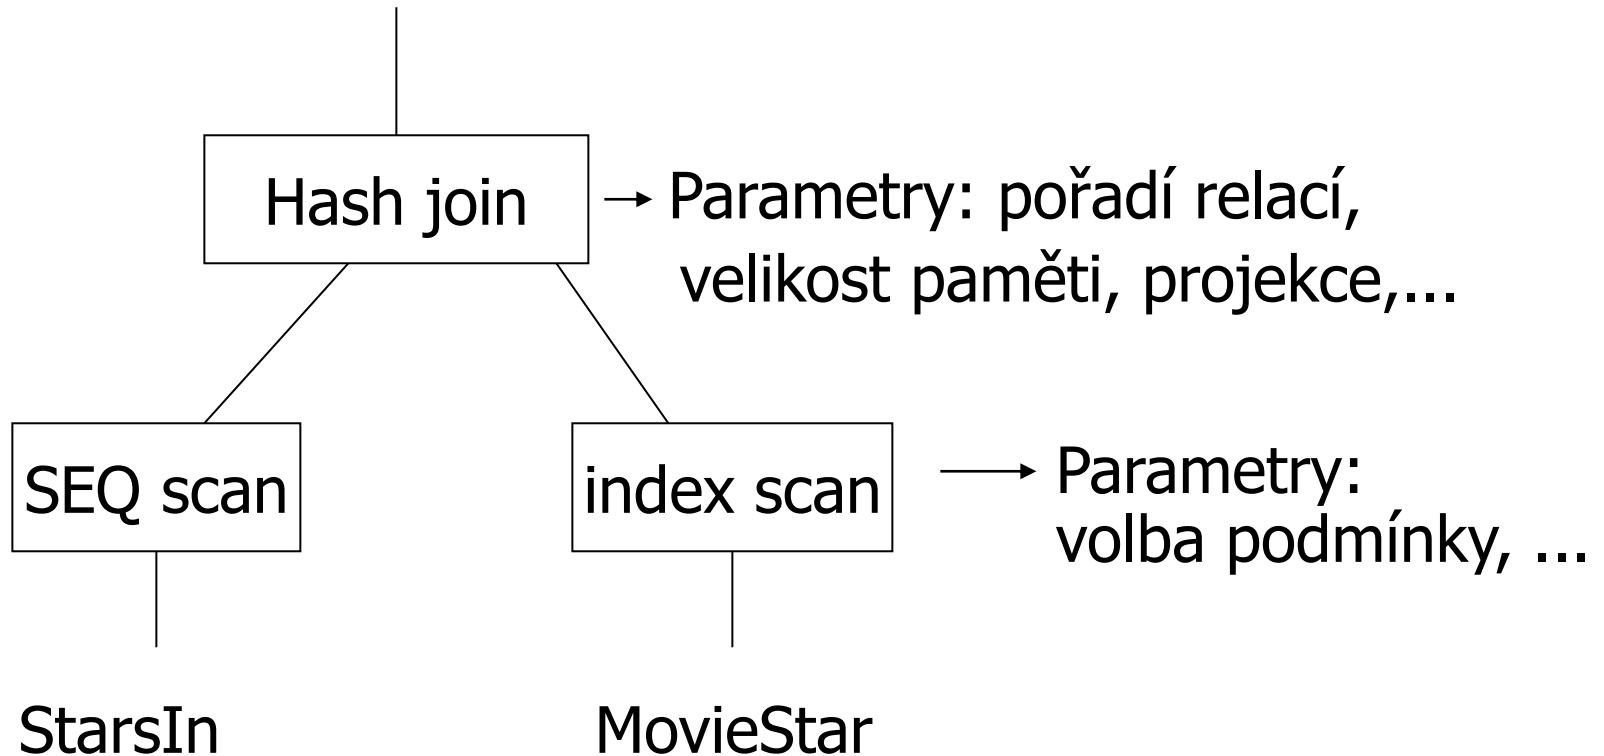 Hash join
Parametry: pořadí relací,
velikost paměti, projekce,...
SEQ scan
index scan
Parametry:
volba podmínky, ...
StarsIn
MovieStar